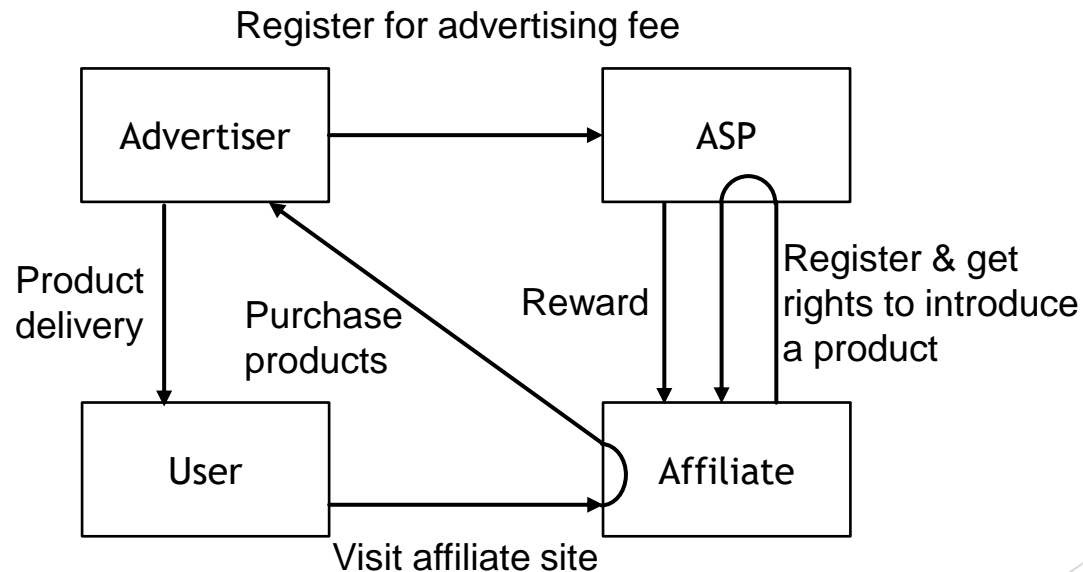 Register for advertising fee
Advertiser
ASP
Product
delivery
Purchase
products
Reward
Register & get
rights to introduce
a product
User
Affiliate
Visit affiliate site